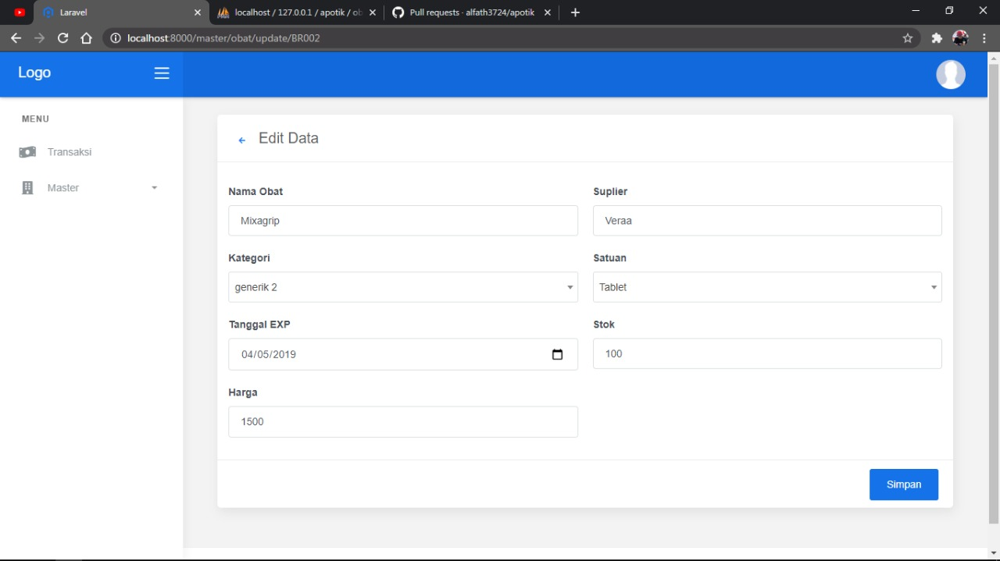 Laravel
localhost / 127.0.0.1 / apotik / ob
Pull requests · alfath3724/apotik
localhost:8000/master/obat/update/BR002
Logo
MENU
Transaksi
Master
Edit Data
Nama Obat
Suplier
Mixagrip
Veraa
Kategori
Satuan
generik 2
Tablet
Tanggal EXP
Stok
04/05/2019
100
Harga
1500
Simpan